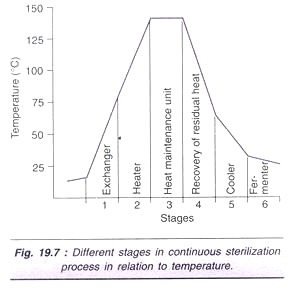 Temperature (°C)
150
100
75
50
25
Exchanger
Heater
Heat maintenance unit
Recovery of residual heat
Cooler
Fer-
menter
1 2 3 4 5 6
Stages
Fig. 19.7 : Different stages in continuous sterilization
process in relation to temperature.